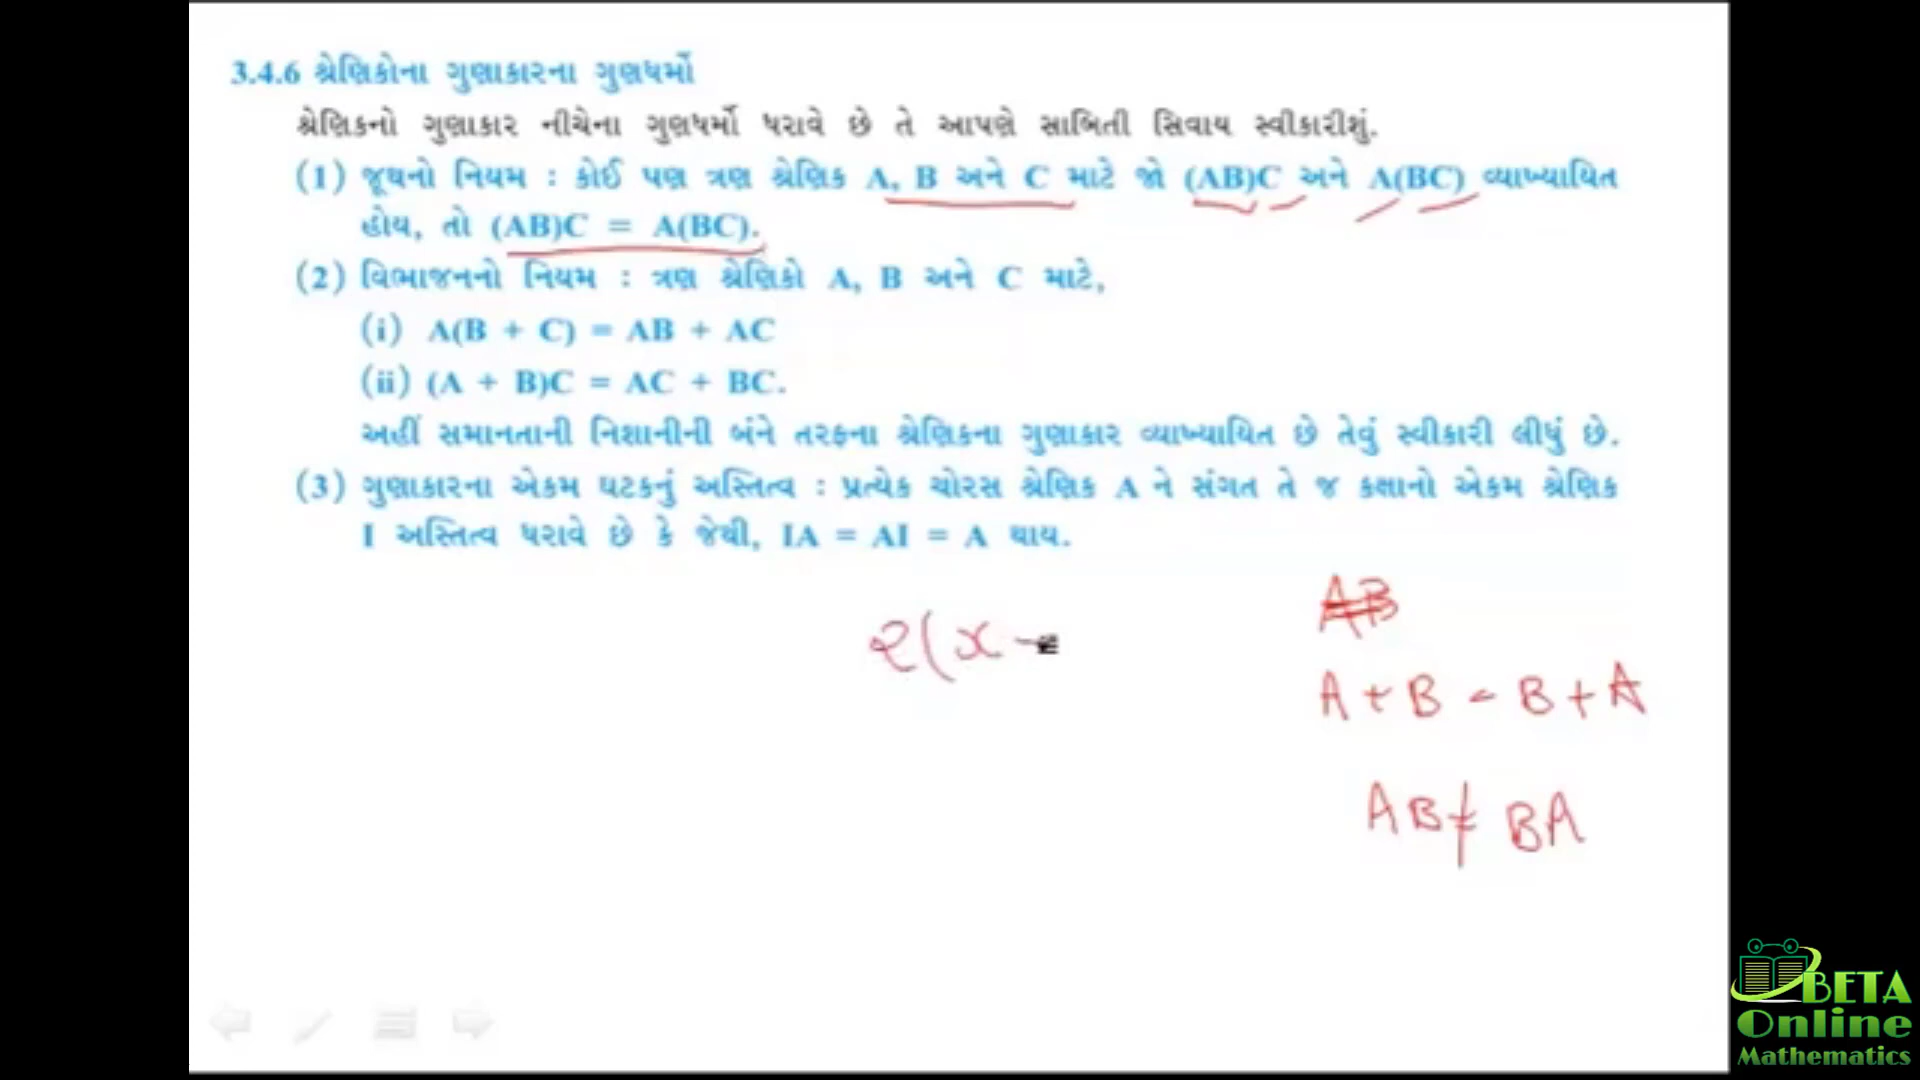 3.4.6 શ્રેણિકોના ગુણાકારના ગુણધર્મો
શ્રેણિકનો ગુણાકાર નીચેના ગુણધર્મો ધરાવે છે તે આપણે સાબિતી સિવાય સ્વીકારીશું.
(1) જૂથનો નિયમ : કોઈ પણ ત્રણ શ્રેણિક A, B અને C માટે જો (AB)C અને A(BC) વ્યાખ્યાયિત
હોય, તો (AB)C = A(BC).
(2) વિભાજનનો નિયમ : ત્રણ શ્રેણિકો A, B અને C માટે,
(i) A(B + C) = AB + AC
(ii) (A + B)C = AC + BC.
અહીં સમાનતાની નિશાનીની બંને તરફના શ્રેણિકના ગુણાકાર વ્યાખ્યાયિત છે તેવું સ્વીકારી લીધું છે.
(3) ગુણાકારના એકમ ઘટકનું અસ્તિત્વ : પ્રત્યેક ચોરસ શ્રેણિક A ને સંગત તે જ કક્ષાનો એકમ શ્રેણિક
I અસ્તિત્વ ધરાવે છે કે જેથી, IA = AI = A થાય.
AB
2(x -
A + B = B + A
AB ≠ BA
BETA
Online
Mathematics